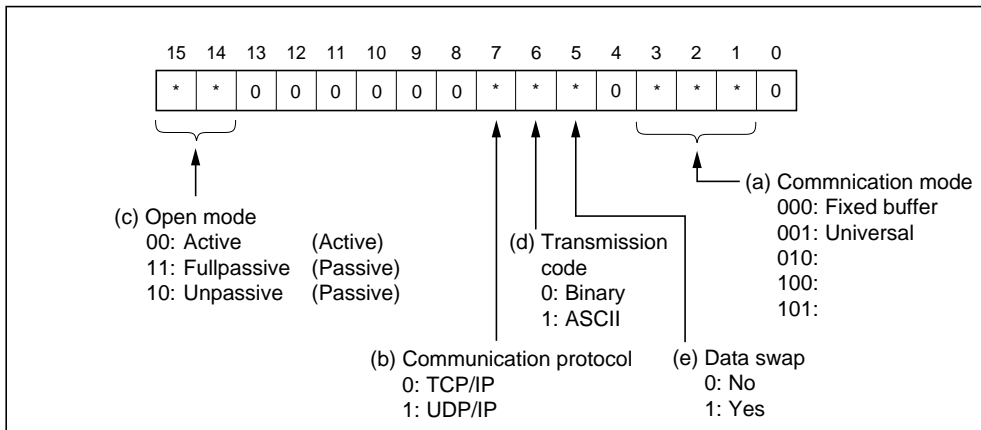 15 14 13 12 11 10 9 8 7 6 5 4 3 2 1 0
* * 0 0 0 0 0 0 * * * 0 * * * 0
(a) Commnication mode
000: Fixed buffer
001: Universal
010:
100:
101:
(c) Open mode
00: Active (Active)
11: Fullpassive (Passive)
10: Unpassive (Passive)
(d) Transmission
code
0: Binary
1: ASCII
(b) Communication protocol
0: TCP/IP
1: UDP/IP
(e) Data swap
0: No
1: Yes